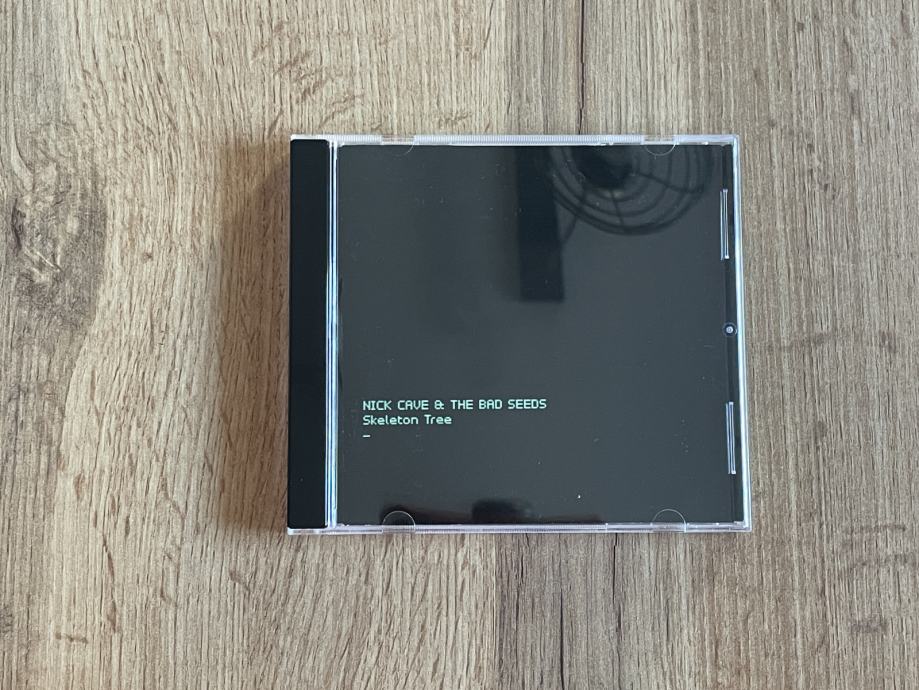 NICK CAVE & THE BAD SEEDS
Skeleton Tree
_